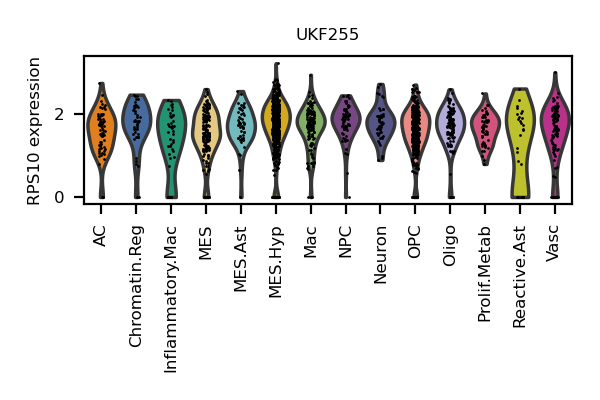 UKF255
RPS10 expression
2
0
AC
Chromatin.Reg
Inflammatory.Mac
MES
MES.Ast
MES.Hyp
Mac
NPC
Neuron
OPC
Oligo
Prolif.Metab
Reactive.Ast
Vasc